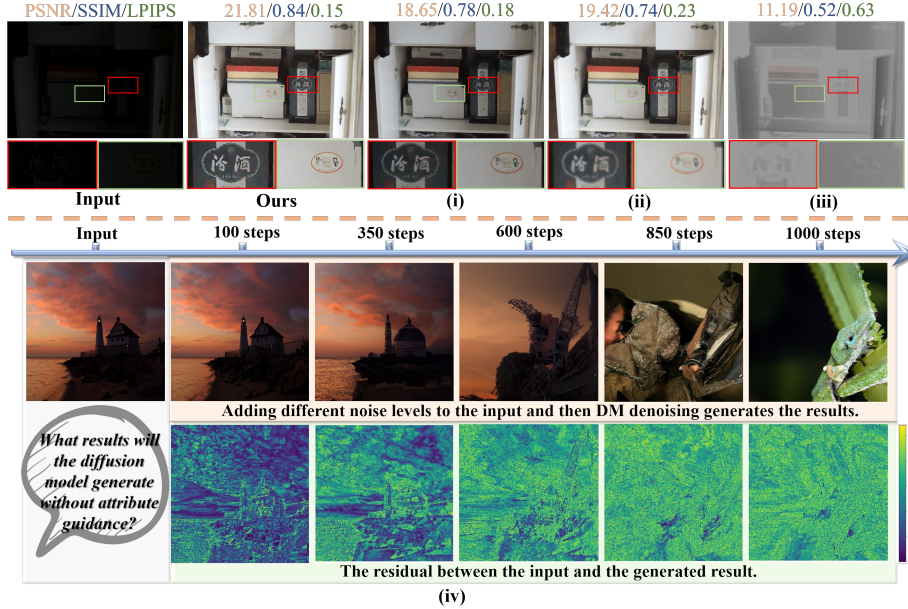 PSNR/SSIM/LPIPS 21.81/0.84/0.15 18.65/0.78/0.18 19.42/0.74/0.23 11.19/0.52/0.63
汾酒 汾酒
Input Ours (i) (ii) (iii)
Input 100 steps 350 steps 600 steps 850 steps 1000 steps
Adding different noise levels to the input and then DM denoising generates the results.
What results will
the diffusion
model generate
without attribute
guidance?
The residual between the input and the generated result.
(iv)